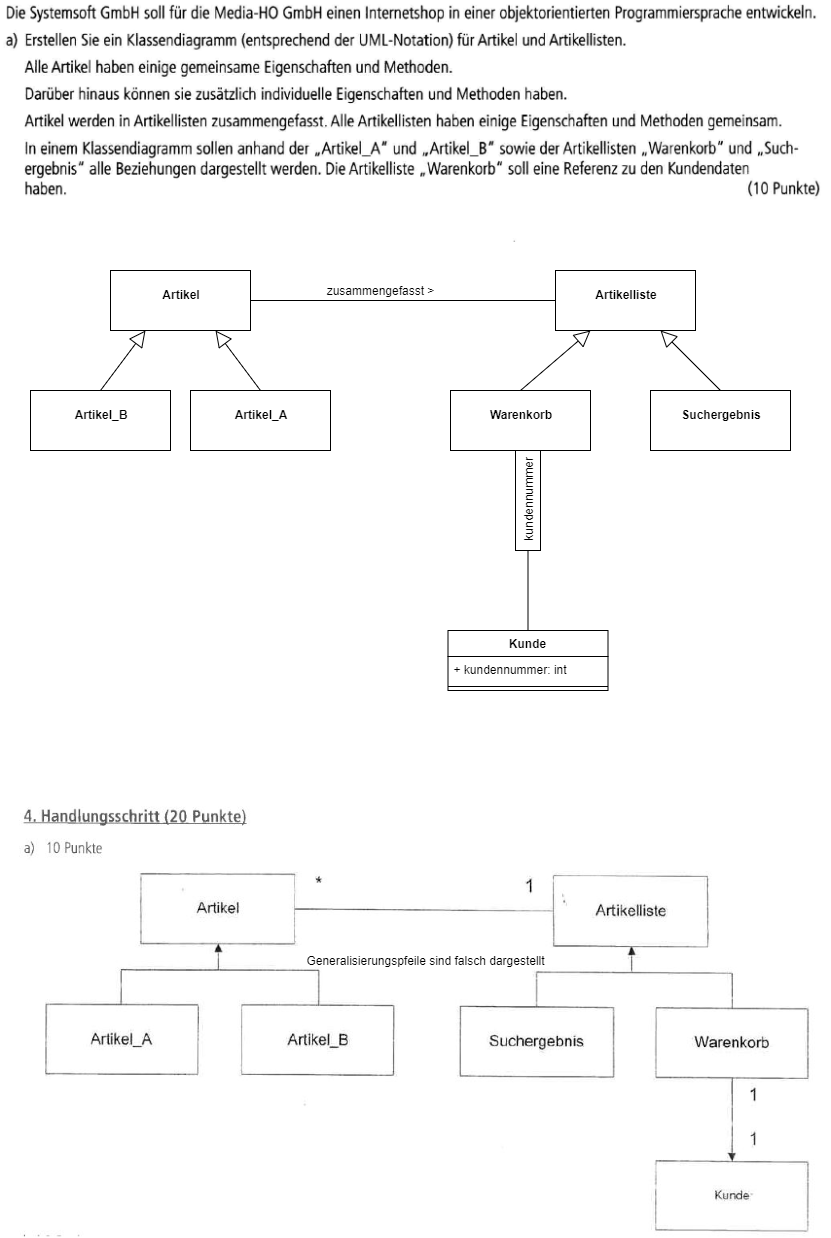 Die Systemsoft GmbH soll für die Media-HO GmbH einen Internetshop in einer objektorientierten Programmiersprache entwickeln.
a) Erstellen Sie ein Klassendiagramm (entsprechend der UML-Notation) für Artikel und Artikellisten.
Alle Artikel haben einige gemeinsame Eigenschaften und Methoden.
Darüber hinaus können sie zusätzlich individuelle Eigenschaften und Methoden haben.
Artikel werden in Artikellisten zusammengefasst. Alle Artikellisten haben einige Eigenschaften und Methoden gemeinsam.
In einem Klassendiagramm sollen anhand der „Artikel_A“ und „Artikel_B“ sowie der Artikellisten „Warenkorb“ und „Such-
ergebnis“ alle Beziehungen dargestellt werden. Die Artikelliste „Warenkorb“ soll eine Referenz zu den Kundendaten
haben. (10 Punkte)
Artikel
zusammengefasst >
Artikelliste
Artikel_B
Artikel_A
Warenkorb
Suchergebnis
kundennummer
Kunde
+ kundennummer: int
4. Handlungsschritt (20 Punkte)
a) 10 Punkte
Artikel
*
1
Artikelliste
Generalisierungspfeile sind falsch dargestellt
Artikel_A
Artikel_B
Suchergebnis
Warenkorb
1
1
Kunde